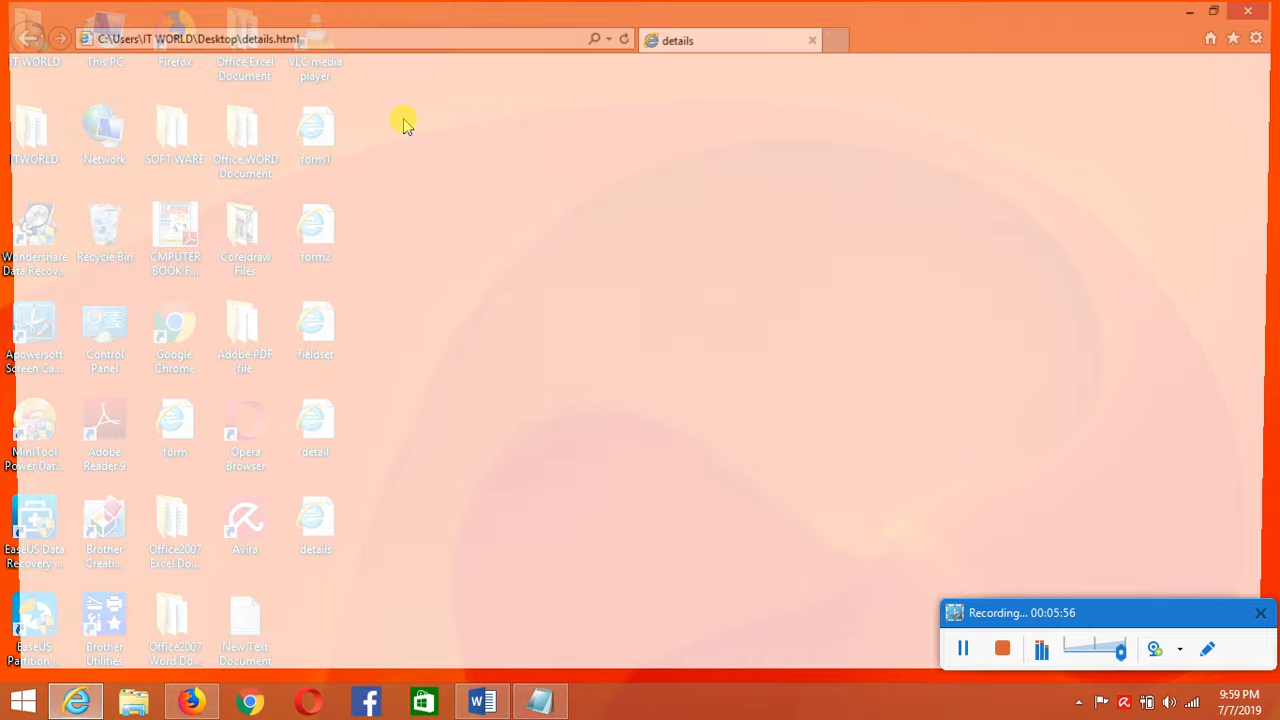 C:\Users\IT WORLD\Desktop\details.html
details
IT WORLD
This PC
Firefox
Office Excel
Document
VLC media
player
ITWORLD
Network
SOFT WARE
Office WORD
Document
form1
Wondershare
Data Recov...
Recycle Bin
CMPUTER
BOOK F...
Coreldraw
Files
form2
Apowersoft
Screen Ca...
Control
Panel
Google
Chrome
Adobe PDF
file
fieldset
MiniTool
Power Dat...
Adobe
Reader 9
form
Opera
Browser
detail
EaseUS Data
Recovery ...
Brother
Creati...
Office2007
Excel Do...
Avira
details
EaseUS
Partition ...
Brother
Utilities
Office2007
Word Do...
New Text
Document
Recording... 00:05:56
9:59 PM
7/7/2019